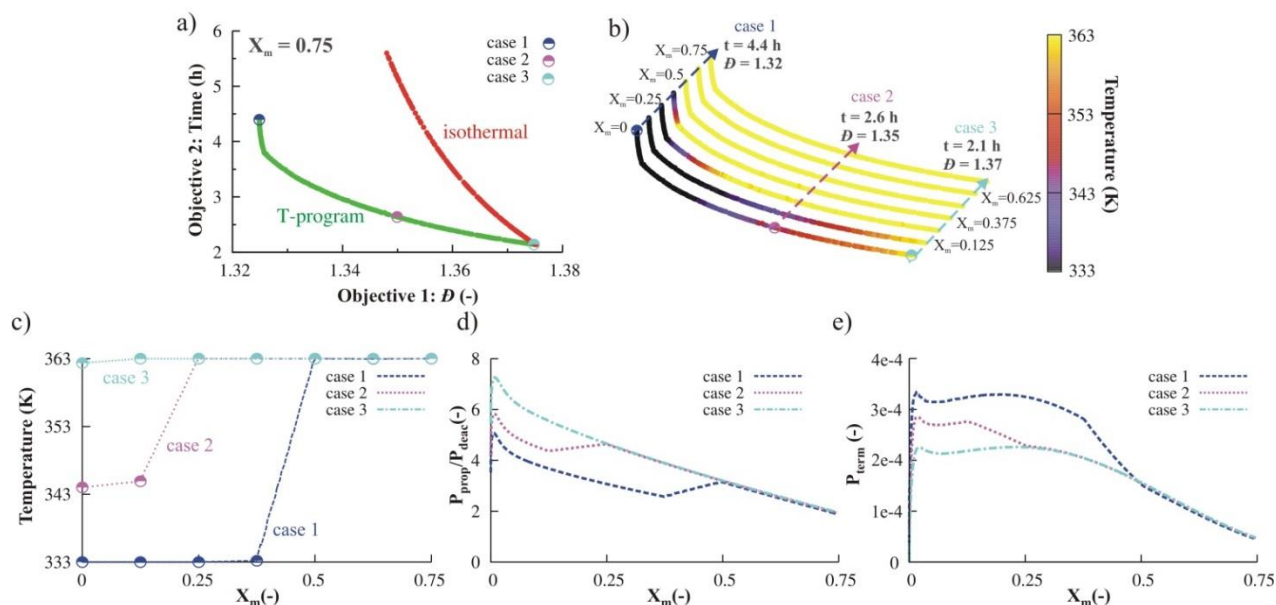 a)
X_m = 0.75
case 1
case 2
case 3
isothermal
T-program
Objective 2: Time (h)
6
5
4
3
2
1.32
1.34
1.36
1.38
Objective 1: Đ (-)
b)
case 1
t = 4.4 h
Đ = 1.32
X_m=0.75
X_m=0.5
X_m=0.25
X_m=0
case 2
t = 2.6 h
Đ = 1.35
case 3
t = 2.1 h
Đ = 1.37
X_m=0.625
X_m=0.375
X_m=0.125
363
353
343
333
Temperature (K)
c)
Temperature (K)
363
353
343
333
case 3
case 2
case 1
case 1
case 2
case 3
0
0.25
0.5
0.75
X_m(-)
d)
P_prop/P_deac(-)
8
6
4
2
0
case 1
case 2
case 3
0
0.25
0.5
0.75
X_m(-)
e)
P_term (-)
4e-4
3e-4
2e-4
1e-4
case 1
case 2
case 3
0
0.25
0.5
0.75
X_m(-)